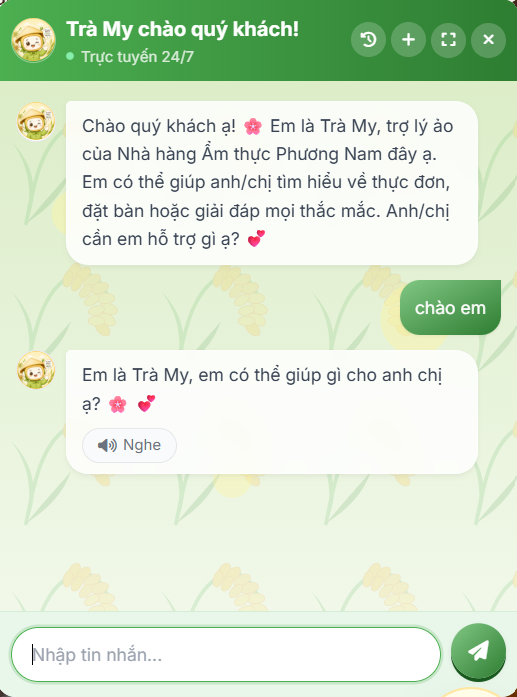 Trà My chào quý khách!
Trực tuyến 24/7
Chào quý khách ạ! 🌸 Em là Trà My, trợ lý ảo
của Nhà hàng Ẩm thực Phương Nam đây ạ.
Em có thể giúp anh/chị tìm hiểu về thực đơn,
đặt bàn hoặc giải đáp mọi thắc mắc. Anh/chị
cần em hỗ trợ gì ạ? 💕
chào em
Em là Trà My, em có thể giúp gì cho anh chị
ạ? 🌸 💕
Nghe
Nhập tin nhắn...